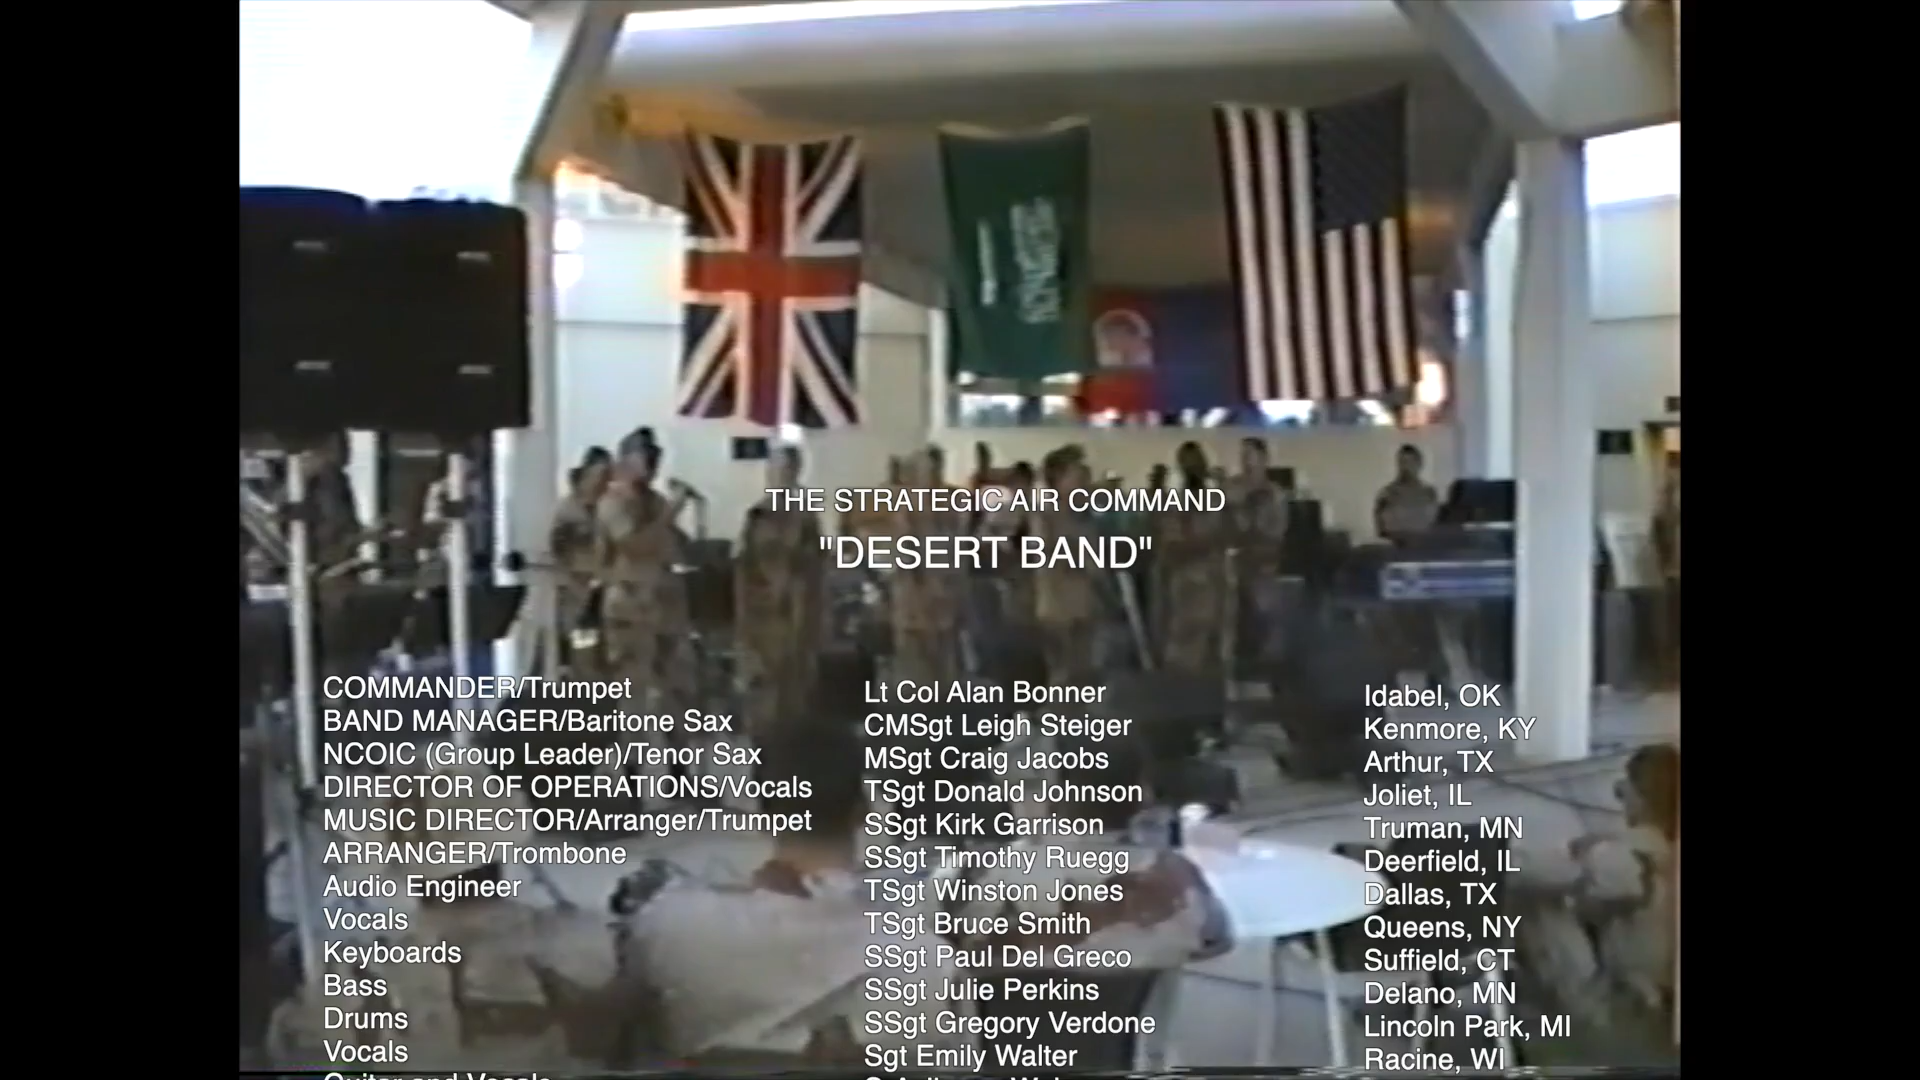 THE STRATEGIC AIR COMMAND
"DESERT BAND"
COMMANDER/Trumpet Lt Col Alan Bonner Idabel, OK
BAND MANAGER/Baritone Sax CMSgt Leigh Steiger Kenmore, KY
NCOIC (Group Leader)/Tenor Sax MSgt Craig Jacobs Arthur, TX
DIRECTOR OF OPERATIONS/Vocals TSgt Donald Johnson Joliet, IL
MUSIC DIRECTOR/Arranger/Trumpet SSgt Kirk Garrison Truman, MN
ARRANGER/Trombone SSgt Timothy Ruegg Deerfield, IL
Audio Engineer TSgt Winston Jones Dallas, TX
Vocals TSgt Bruce Smith Queens, NY
Keyboards SSgt Paul Del Greco Suffield, CT
Bass SSgt Julie Perkins Delano, MN
Drums SSgt Gregory Verdone Lincoln Park, MI
Vocals Sgt Emily Walter Racine, WI
Guitar and Vocals